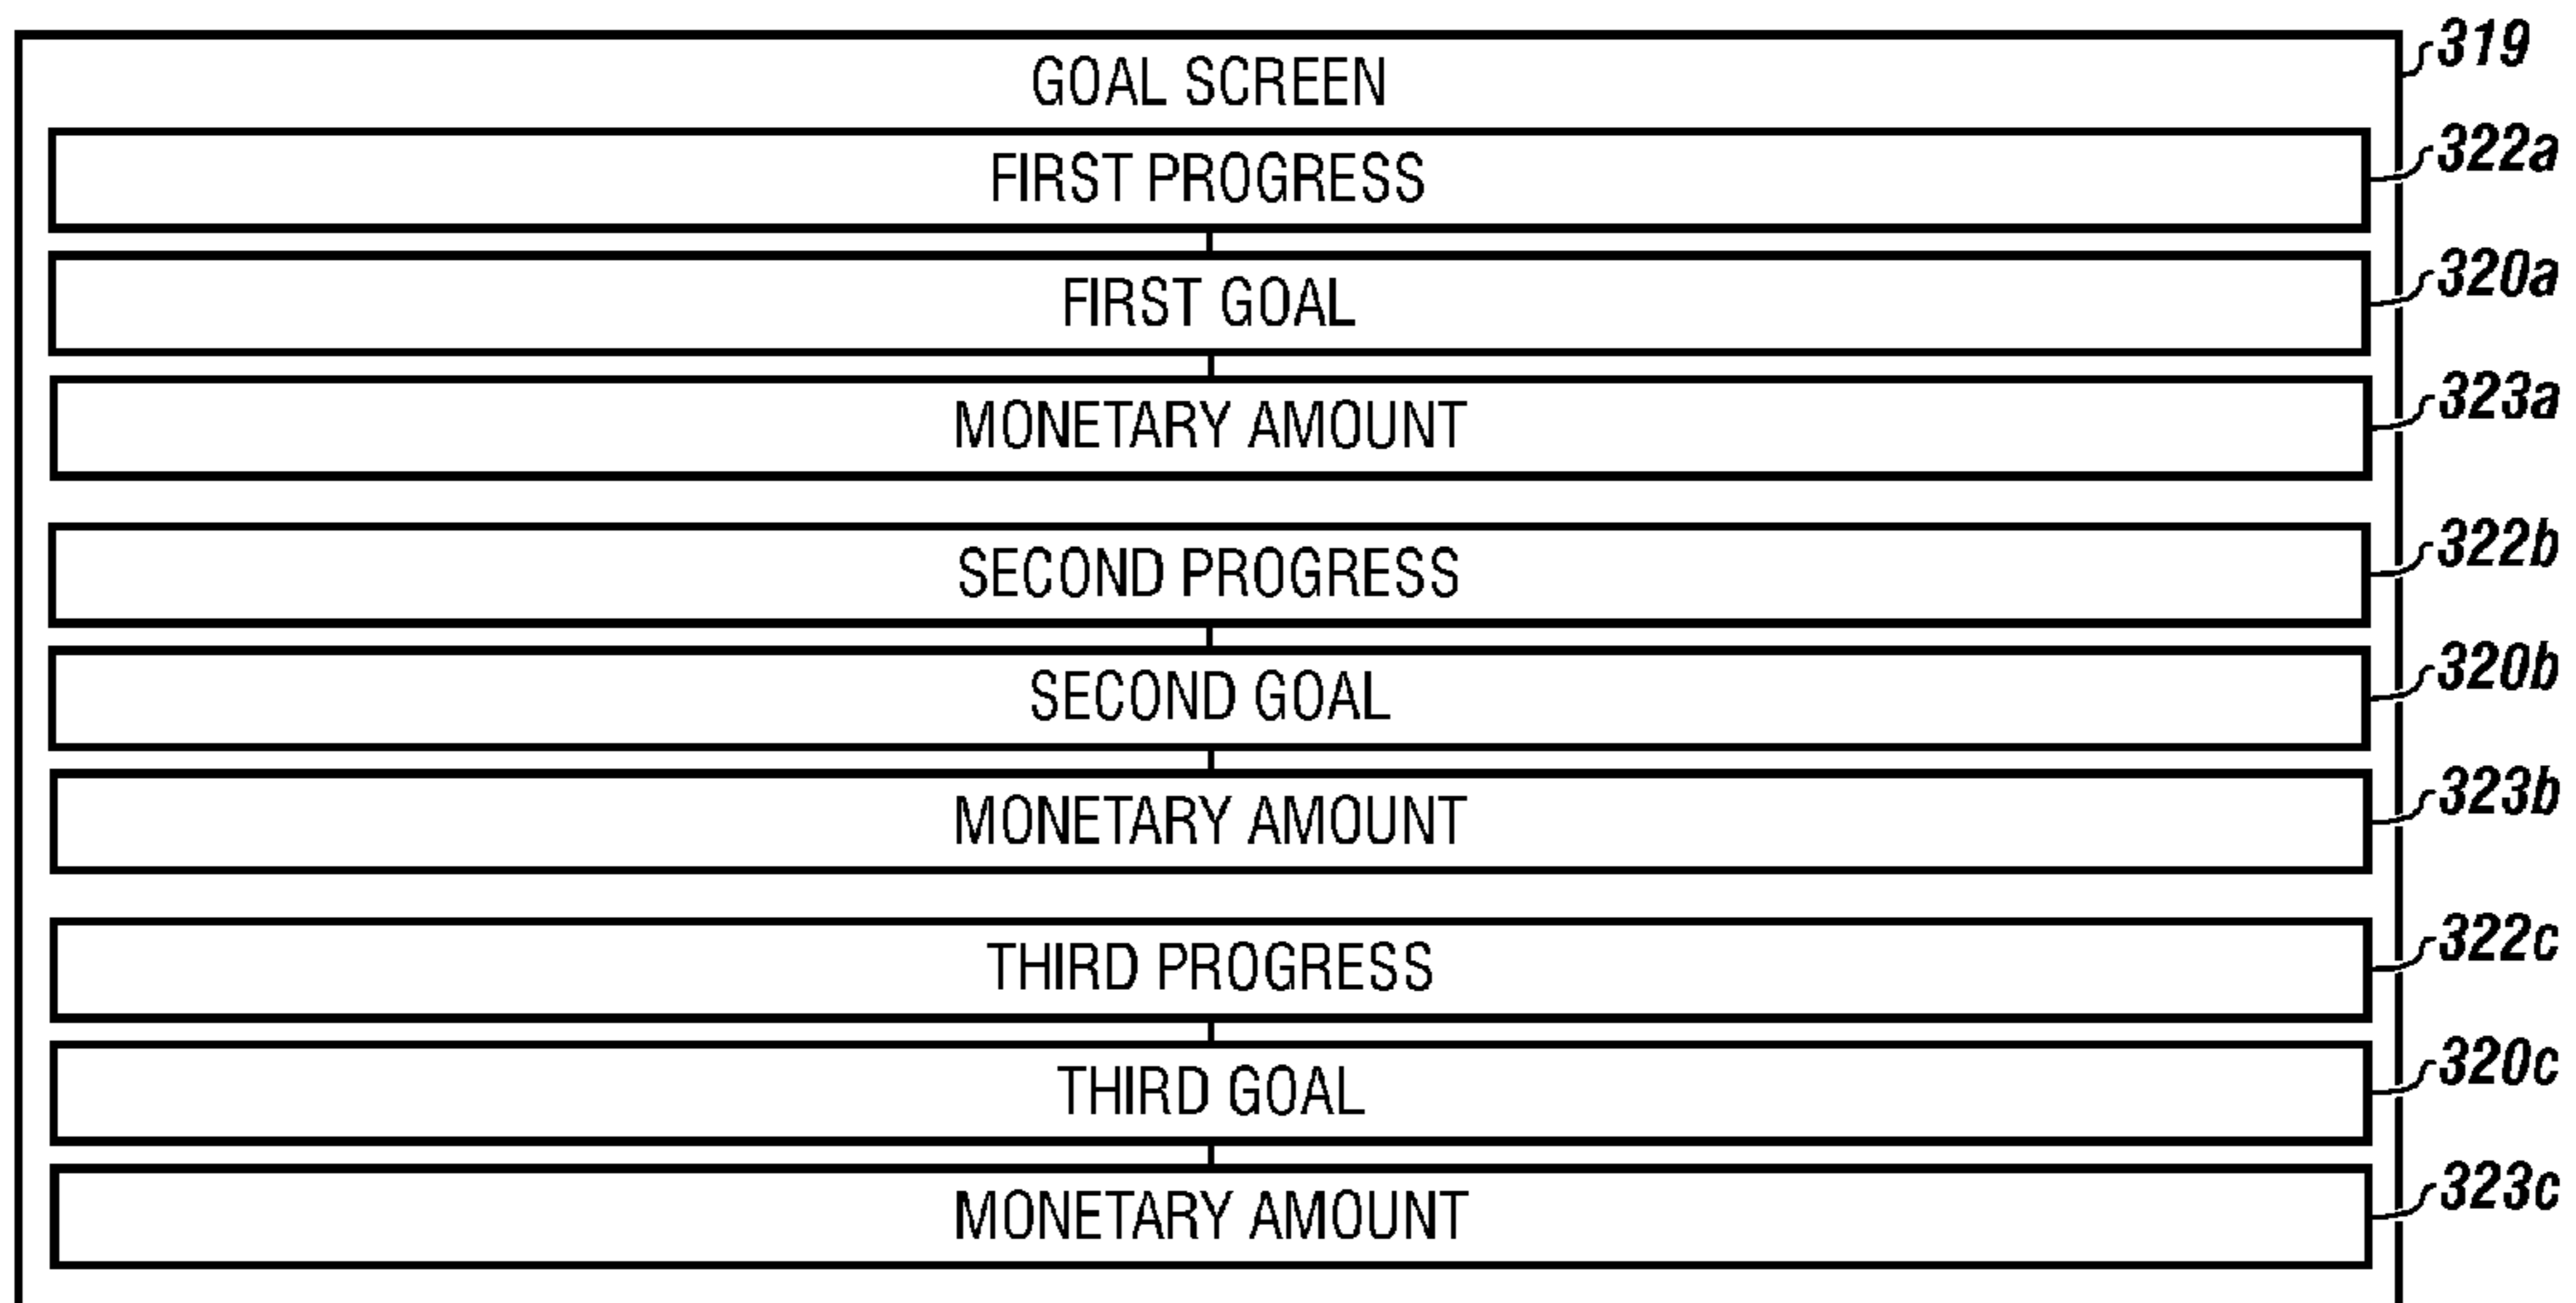 GOAL SCREEN 319
FIRST PROGRESS 322a
FIRST GOAL 320a
MONETARY AMOUNT 323a
SECOND PROGRESS 322b
SECOND GOAL 320b
MONETARY AMOUNT 323b
THIRD PROGRESS 322c
THIRD GOAL 320c
MONETARY AMOUNT 323c